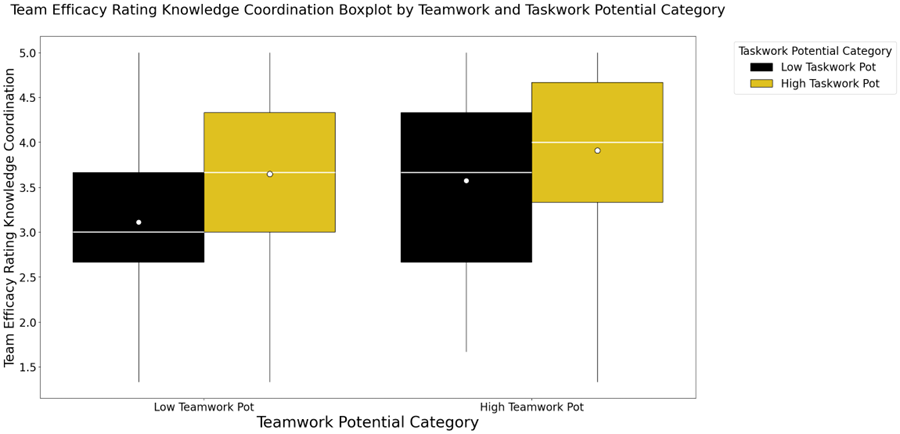 Team Efficacy Rating Knowledge Coordination Boxplot by Teamwork and Taskwork Potential Category
Team Efficacy Rating Knowledge Coordination
5.0
4.5
4.0
3.5
3.0
2.5
2.0
1.5
Low Teamwork Pot
High Teamwork Pot
Teamwork Potential Category
Taskwork Potential Category
Low Taskwork Pot
High Taskwork Pot